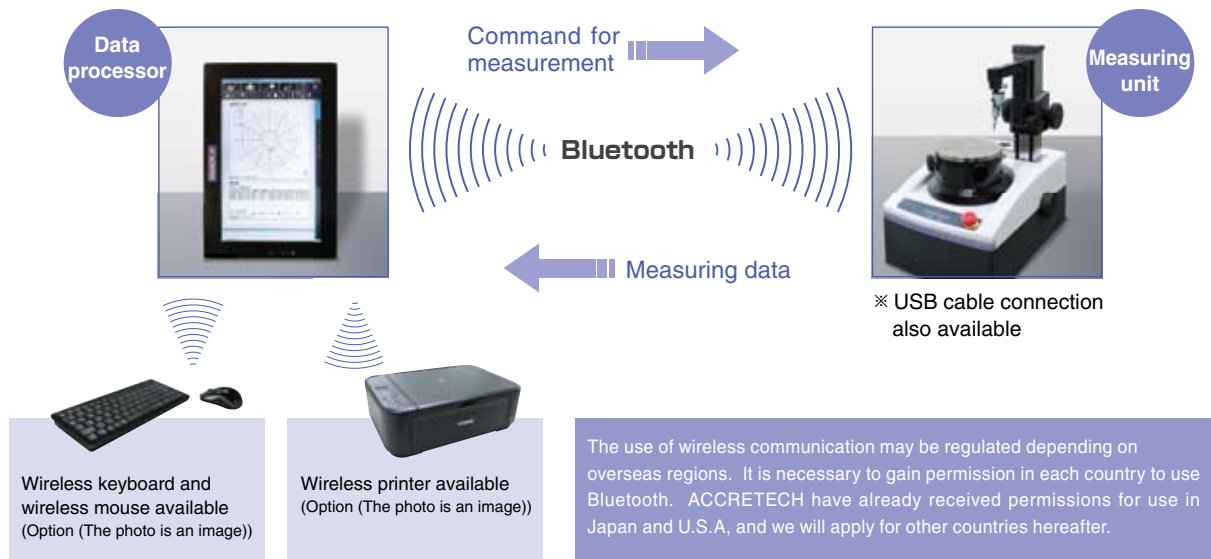 Data
processor
Command for
measurement
Measuring
unit
Bluetooth
Measuring data
※ USB cable connection
also available
Wireless keyboard and
wireless mouse available
(Option (The photo is an image))
Wireless printer available
(Option (The photo is an image))
The use of wireless communication may be regulated depending on
overseas regions. It is necessary to gain permission in each country to use
Bluetooth. ACCRETECH have already received permissions for use in
Japan and U.S.A, and we will apply for other countries hereafter.